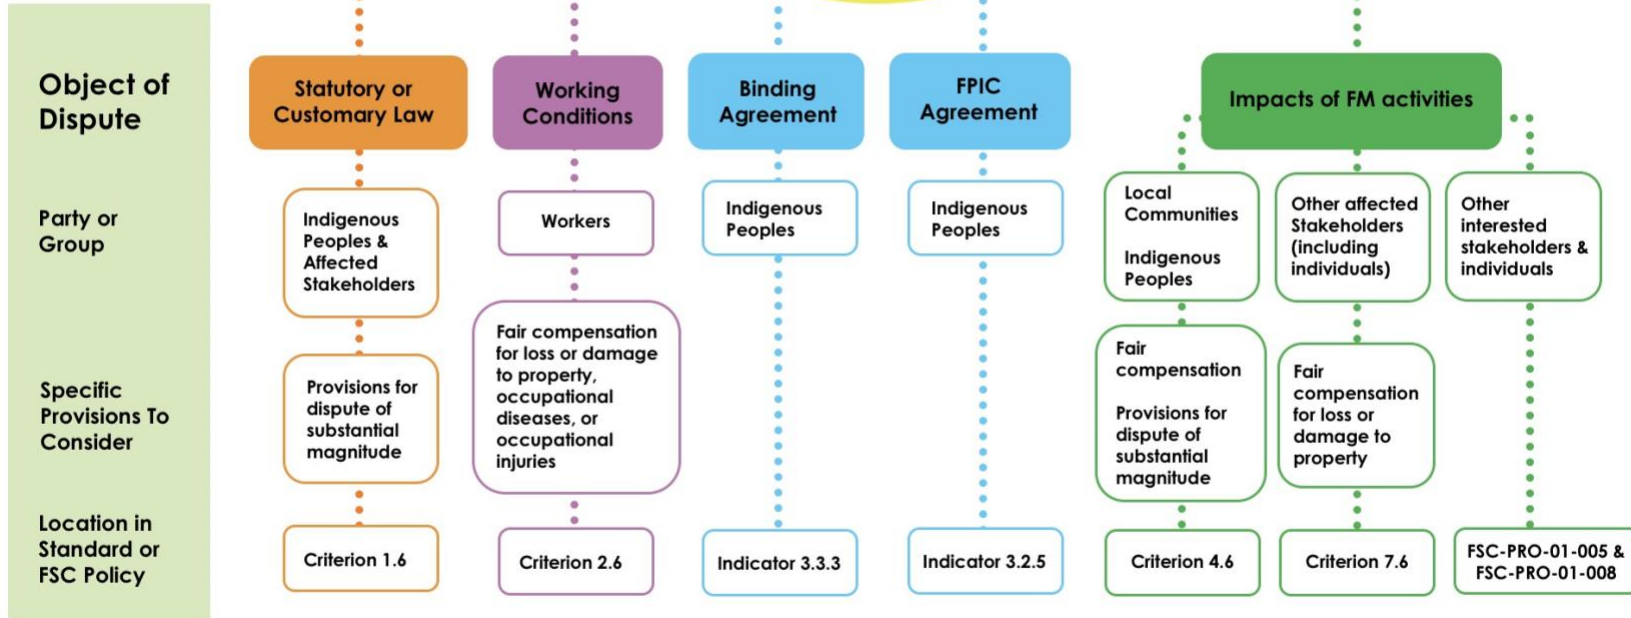 Object of
Dispute
Statutory or
Customary Law
Working
Conditions
Binding
Agreement
FPIC
Agreement
Impacts of FM activities
Party or
Group
Indigenous
Peoples &
Affected
Stakeholders
Workers
Indigenous
Peoples
Indigenous
Peoples
Local
Communities
Indigenous
Peoples
Other affected
Stakeholders
(including
individuals)
Other
interested
stakeholders &
individuals
Specific
Provisions To
Consider
Provisions for
dispute of
substantial
magnitude
Fair compensation
for loss or damage
to property,
occupational
diseases, or
occupational
injuries
Fair
compensation
Provisions for
dispute of
substantial
magnitude
Fair
compensation
for loss or
damage to
property
Location in
Standard or
FSC Policy
Criterion 1.6
Criterion 2.6
Indicator 3.3.3
Indicator 3.2.5
Criterion 4.6
Criterion 7.6
FSC-PRO-01-005 &
FSC-PRO-01-008